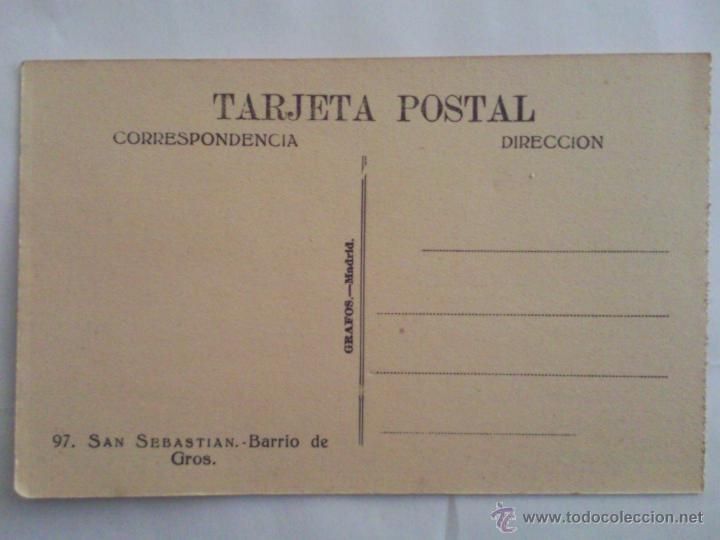 TARJETA POSTAL
CORRESPONDENCIA
DIRECCION
GRAFOS.—Madrid.
97. SAN SEBASTIAN.-Barrio de
Gros.
www.todocoleccion.net